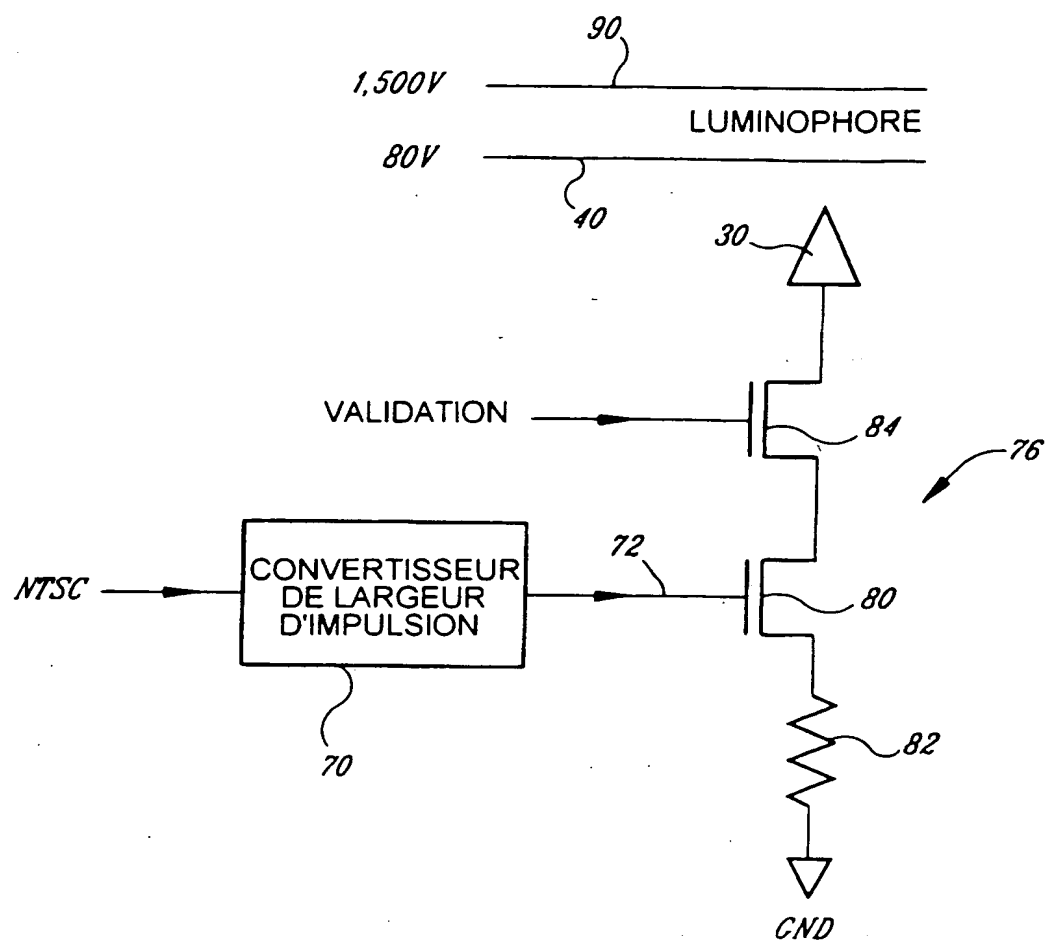 90
1,500V
LUMINOPHORE
80V
40
30
VALIDATION
84
76
72
NTSC
CONVERTISSEUR
DE LARGEUR
D'IMPULSION
80
70
82
GND